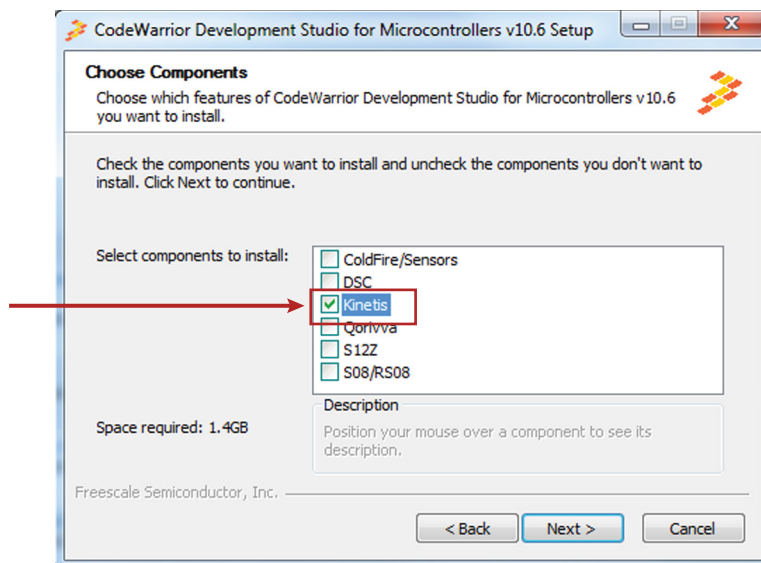 CodeWarrior Development Studio for Microcontrollers v10.6 Setup
Choose Components
Choose which features of CodeWarrior Development Studio for Microcontrollers v10.6
you want to install.
Check the components you want to install and uncheck the components you don't want to
install. Click Next to continue.
Select components to install:
ColdFire/Sensors
DSC
Kinetis
Qorivva
S12Z
S08/RS08
Space required: 1.4GB
Description
Position your mouse over a component to see its
description.
Freescale Semiconductor, Inc.
< Back
Next >
Cancel